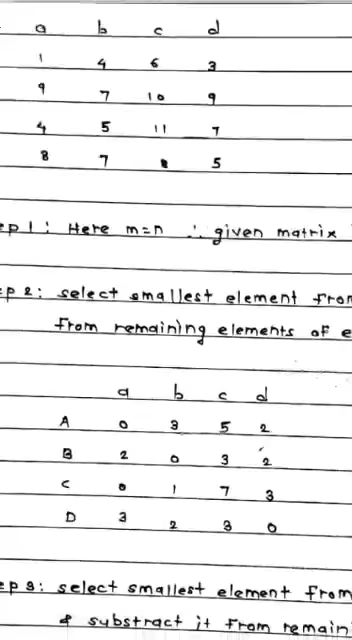 a b c d
1 4 6 3
9 7 10 9
4 5 11 7
8 7 5
ep 1 : Here m=n ∴ given matrix i
ep 2: select smallest element fro
from remaining elements of e
a b c d
A 0 3 5 2
B 2 0 3 2
C 0 1 7 3
D 3 2 3 0
ep 3: select smallest element from
& substract it from remain